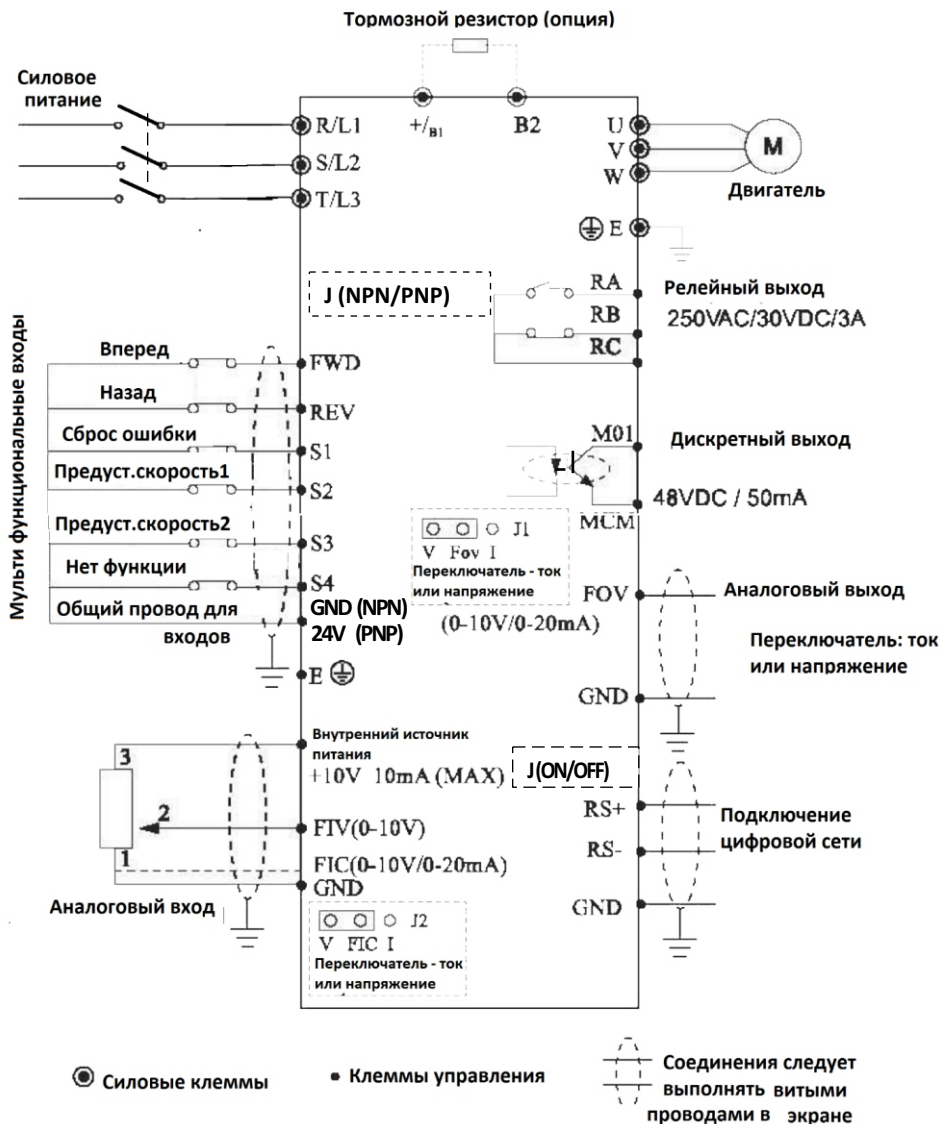 Тормозной резистор (опция)
Силовое
питание
R/L1
S/L2
T/L3
+/B1
B2
U
V
W
M
Двигатель
E
J (NPN/PNP)
RA
RB
RC
Релейный выход
250VAC/30VDC/3A
Мульти функциональные входы
Вперед
FWD
Назад
REV
Сброс ошибки
S1
Предуст.скорость1
S2
Предуст.скорость2
S3
Нет функции
S4
Общий провод для
входов
GND (NPN)
24V (PNP)
E
M01
Дискретный выход
48VDC / 50mA
MCM
J1
V Fov I
Переключатель - ток
или напряжение
(0-10V/0-20mA)
FOV
Аналоговый выход
Переключатель: ток
или напряжение
GND
Внутренний источник
питания
+10V 10mA (MAX)
J(ON/OFF)
3
2
1
FIV(0-10V)
FIC(0-10V/0-20mA)
GND
Аналоговый вход
J2
V FIC I
Переключатель - ток
или напряжение
RS+
RS-
Подключение
цифровой сети
GND
Силовые клеммы
Клеммы управления
Соединения следует
выполнять витыми
проводами в экране